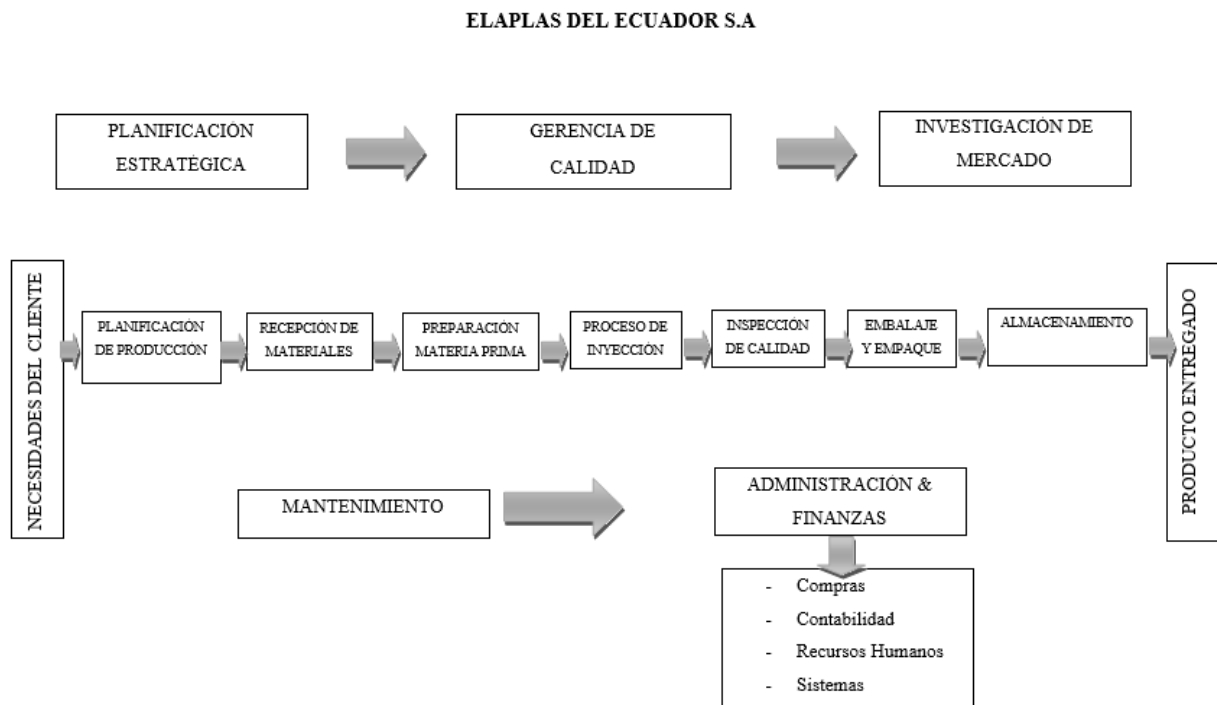 ELAPLAS DEL ECUADOR S.A
PLANIFICACIÓN
ESTRATÉGICA
GERENCIA DE
CALIDAD
INVESTIGACIÓN DE
MERCADO
NECESIDADES DEL CLIENTE
PLANIFICACIÓN
DE PRODUCCIÓN
RECEPCIÓN DE
MATERIALES
PREPARACIÓN
MATERIA PRIMA
PROCESO DE
INYECCIÓN
INSPECCIÓN
DE CALIDAD
EMBALAJE
Y EMPAQUE
ALMACENAMIENTO
PRODUCTO ENTREGADO
MANTENIMIENTO
ADMINISTRACIÓN &
FINANZAS
- Compras
- Contabilidad
- Recursos Humanos
- Sistemas